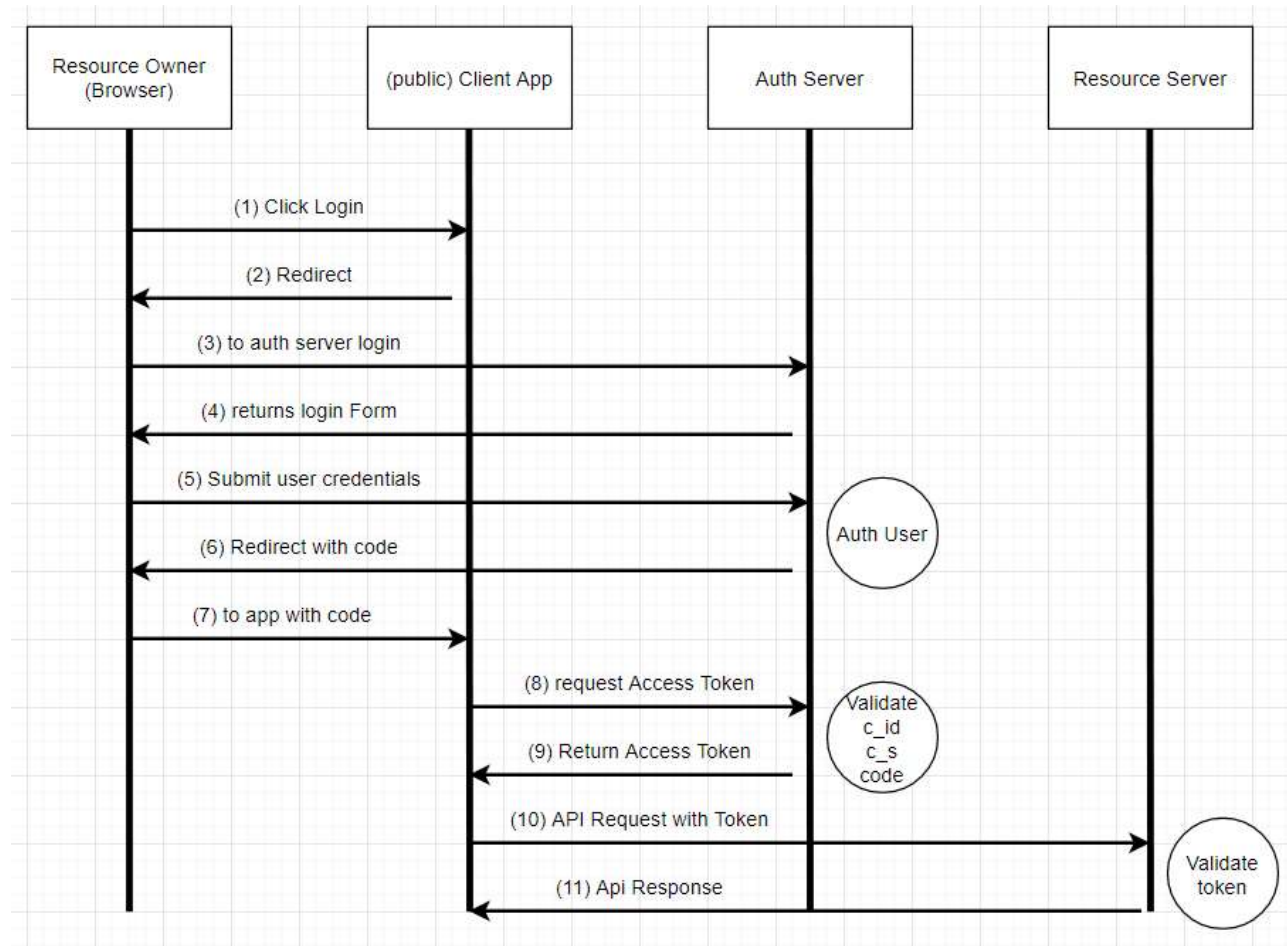 Resource Owner
(Browser)
(public) Client App
Auth Server
Resource Server
(1) Click Login
(2) Redirect
(3) to auth server login
(4) returns login Form
(5) Submit user credentials
Auth User
(6) Redirect with code
(7) to app with code
(8) request Access Token
Validate
c_id
c_s
code
(9) Return Access Token
(10) API Request with Token
Validate
token
(11) Api Response